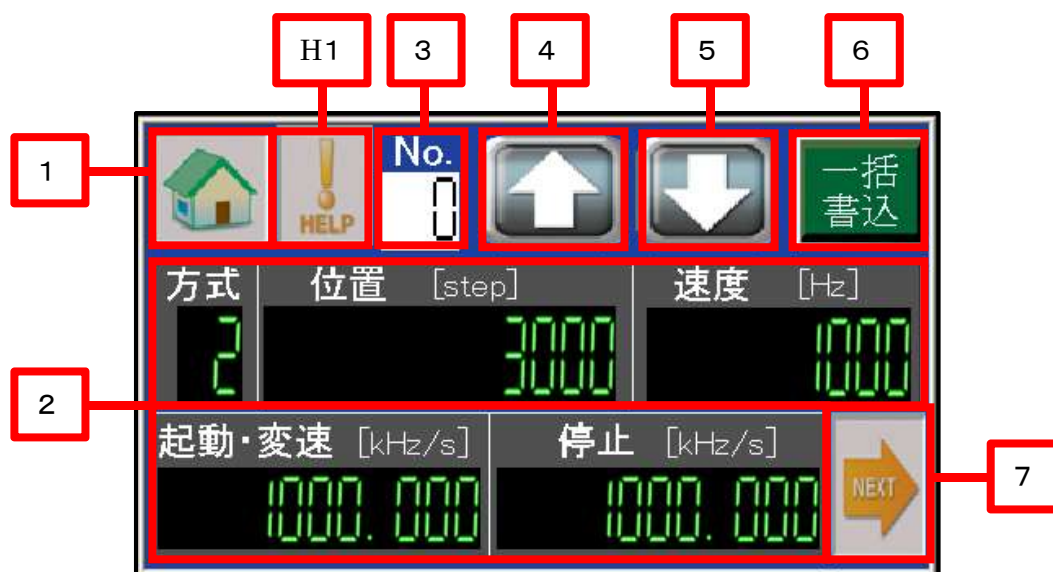 H1 3 4 5 6
1
HELP
No.
0
一括
書込
方式 位置 [step] 速度 [Hz]
2 3000 1000
2
起動・変速 [kHz/s] 停止 [kHz/s]
1000.000 1000.000
NEXT
7